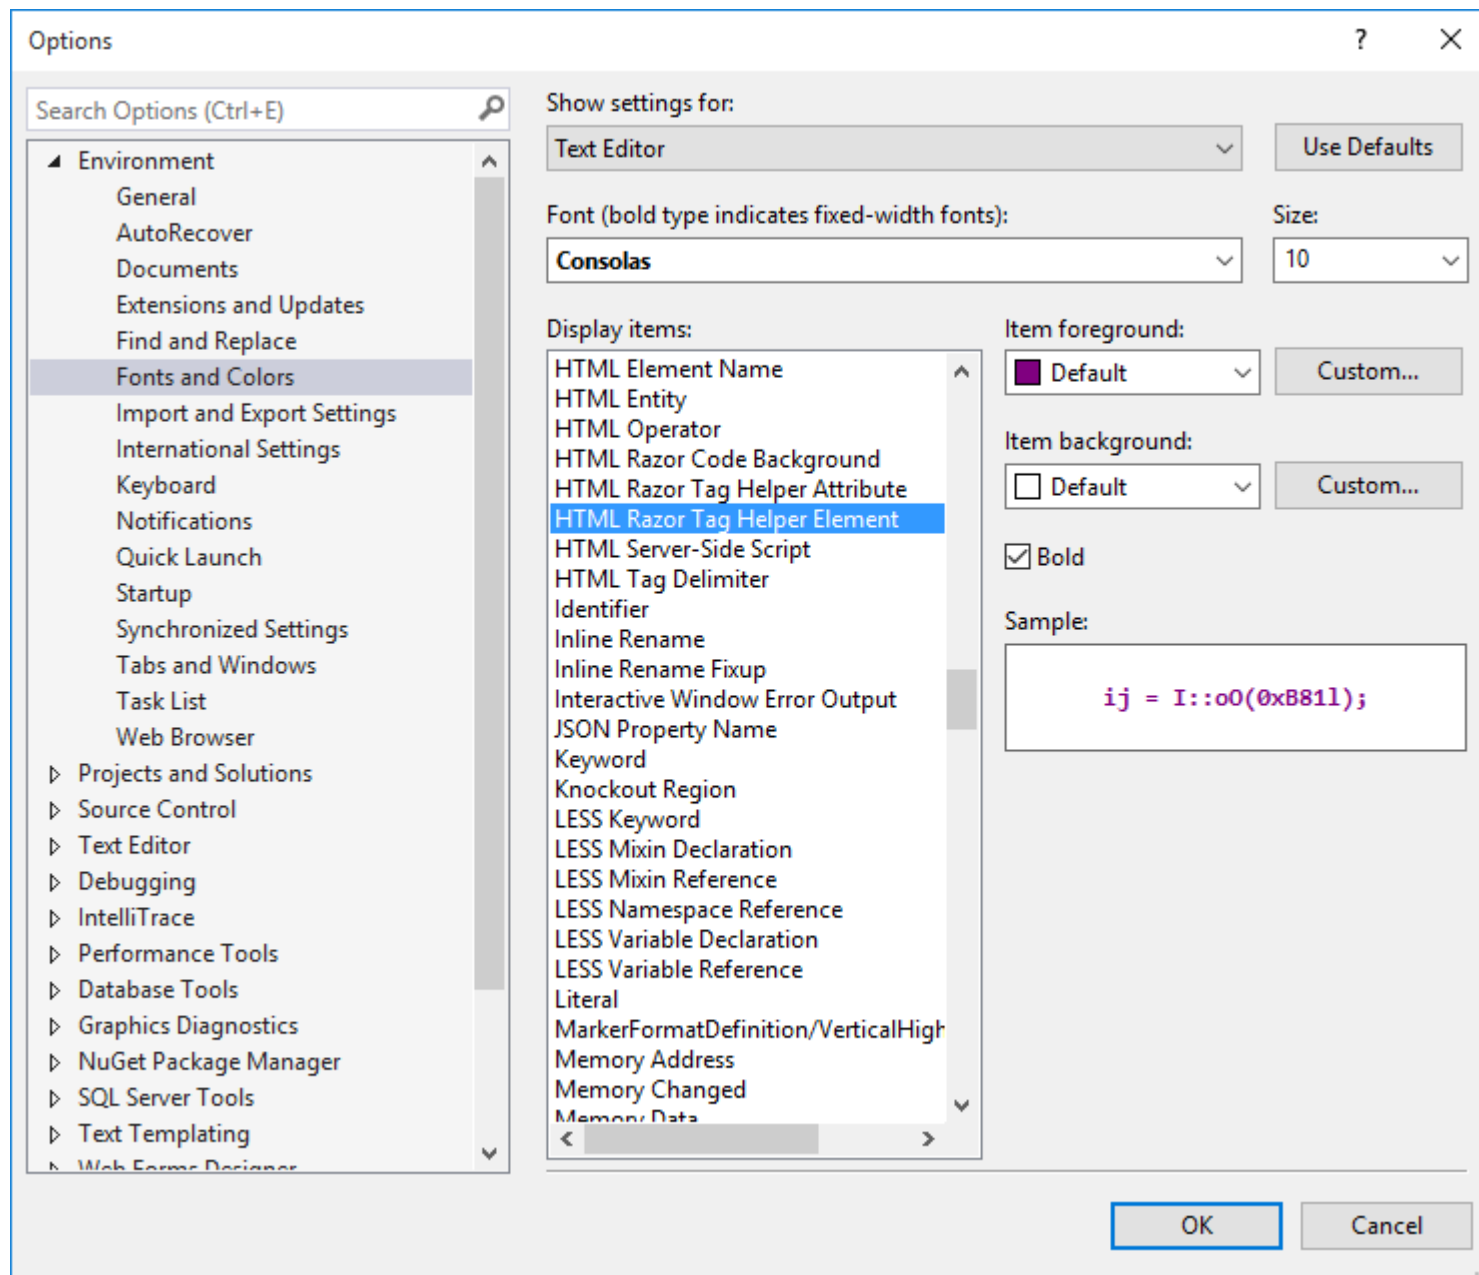 Options
?
Search Options (Ctrl+E)
Environment
General
AutoRecover
Documents
Extensions and Updates
Find and Replace
Fonts and Colors
Import and Export Settings
International Settings
Keyboard
Notifications
Quick Launch
Startup
Synchronized Settings
Tabs and Windows
Task List
Web Browser
Projects and Solutions
Source Control
Text Editor
Debugging
IntelliTrace
Performance Tools
Database Tools
Graphics Diagnostics
NuGet Package Manager
SQL Server Tools
Text Templating
Web Forms Designer
Show settings for:
Text Editor
Use Defaults
Font (bold type indicates fixed-width fonts):
Size:
Consolas
10
Display items:
HTML Element Name
HTML Entity
HTML Operator
HTML Razor Code Background
HTML Razor Tag Helper Attribute
HTML Razor Tag Helper Element
HTML Server-Side Script
HTML Tag Delimiter
Identifier
Inline Rename
Inline Rename Fixup
Interactive Window Error Output
JSON Property Name
Keyword
Knockout Region
LESS Keyword
LESS Mixin Declaration
LESS Mixin Reference
LESS Namespace Reference
LESS Variable Declaration
LESS Variable Reference
Literal
MarkerFormatDefinition/VerticalHigh
Memory Address
Memory Changed
Memory Data
Item foreground:
Default
Custom...
Item background:
Default
Custom...
Bold
Sample:
ij = I::oO(0xB81l);
OK
Cancel